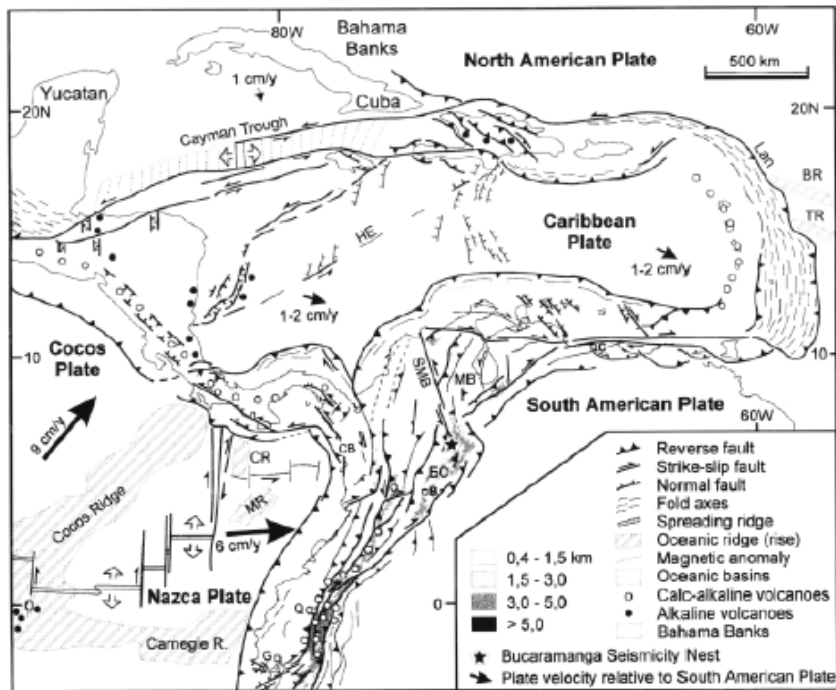 80W
60W
Bahama
Banks
North American Plate
500 km
Yucatan
1 cm/y
Cuba
20N
20N
Cayman Trough
Lan
BR
TR
Caribbean
Plate
HE
1-2 cm/y
1-2 cm/y
Cocos
Plate
10
10
SMB
MB
C
South American Plate
60W
9 cm/y
CR
CB
MR
EC
B
Cocos Ridge
6 cm/y
Nazca Plate
0
0
Q
Carnegie R.
G
Reverse fault
Strike-slip fault
Normal fault
Fold axes
Spreading ridge
Oceanic ridge (rise)
Magnetic anomaly
Oceanic basins
Calc-alkaline volcanoes
Alkaline volcanoes
Bahama Banks
0,4 - 1,5 km
1,5 - 3,0
3,0 - 5,0
> 5,0
Bucaramanga Seismicity Nest
Plate velocity relative to South American Plate